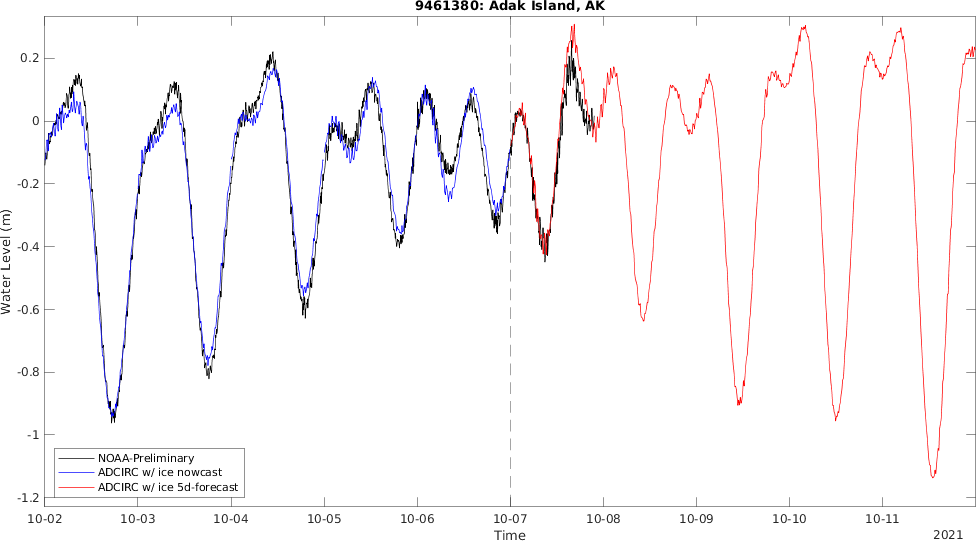 9461380: Adak Island, AK
Water Level (m)
0.2
0
-0.2
-0.4
-0.6
-0.8
-1
-1.2
NOAA-Preliminary
ADCIRC w/ ice nowcast
ADCIRC w/ ice 5d-forecast
10-02 10-03 10-04 10-05 10-06 10-07 10-08 10-09 10-10 10-11
Time
2021